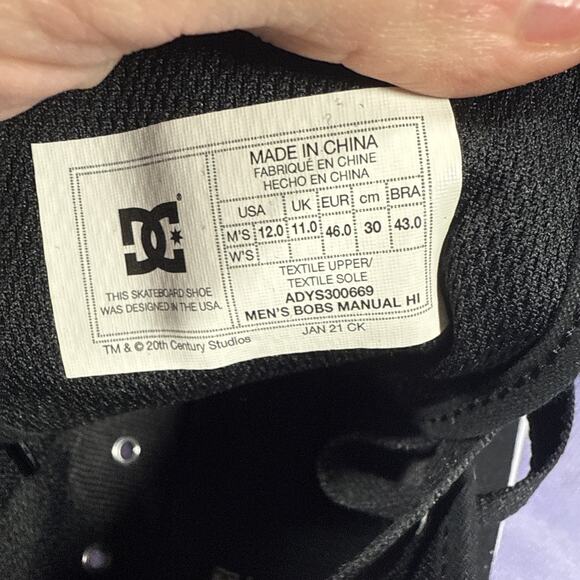 DC®
THIS SKATEBOARD SHOE
WAS DESIGNED IN THE USA.
MADE IN CHINA
FABRIQUÉ EN CHINE
HECHO EN CHINA
USA UK EUR cm BRA
M'S 12.0 11.0 46.0 30 43.0
W'S
TEXTILE UPPER/
TEXTILE SOLE
ADYS300669
MEN'S BOBS MANUAL HI
JAN 21 CK
TM & © 20th Century Studios